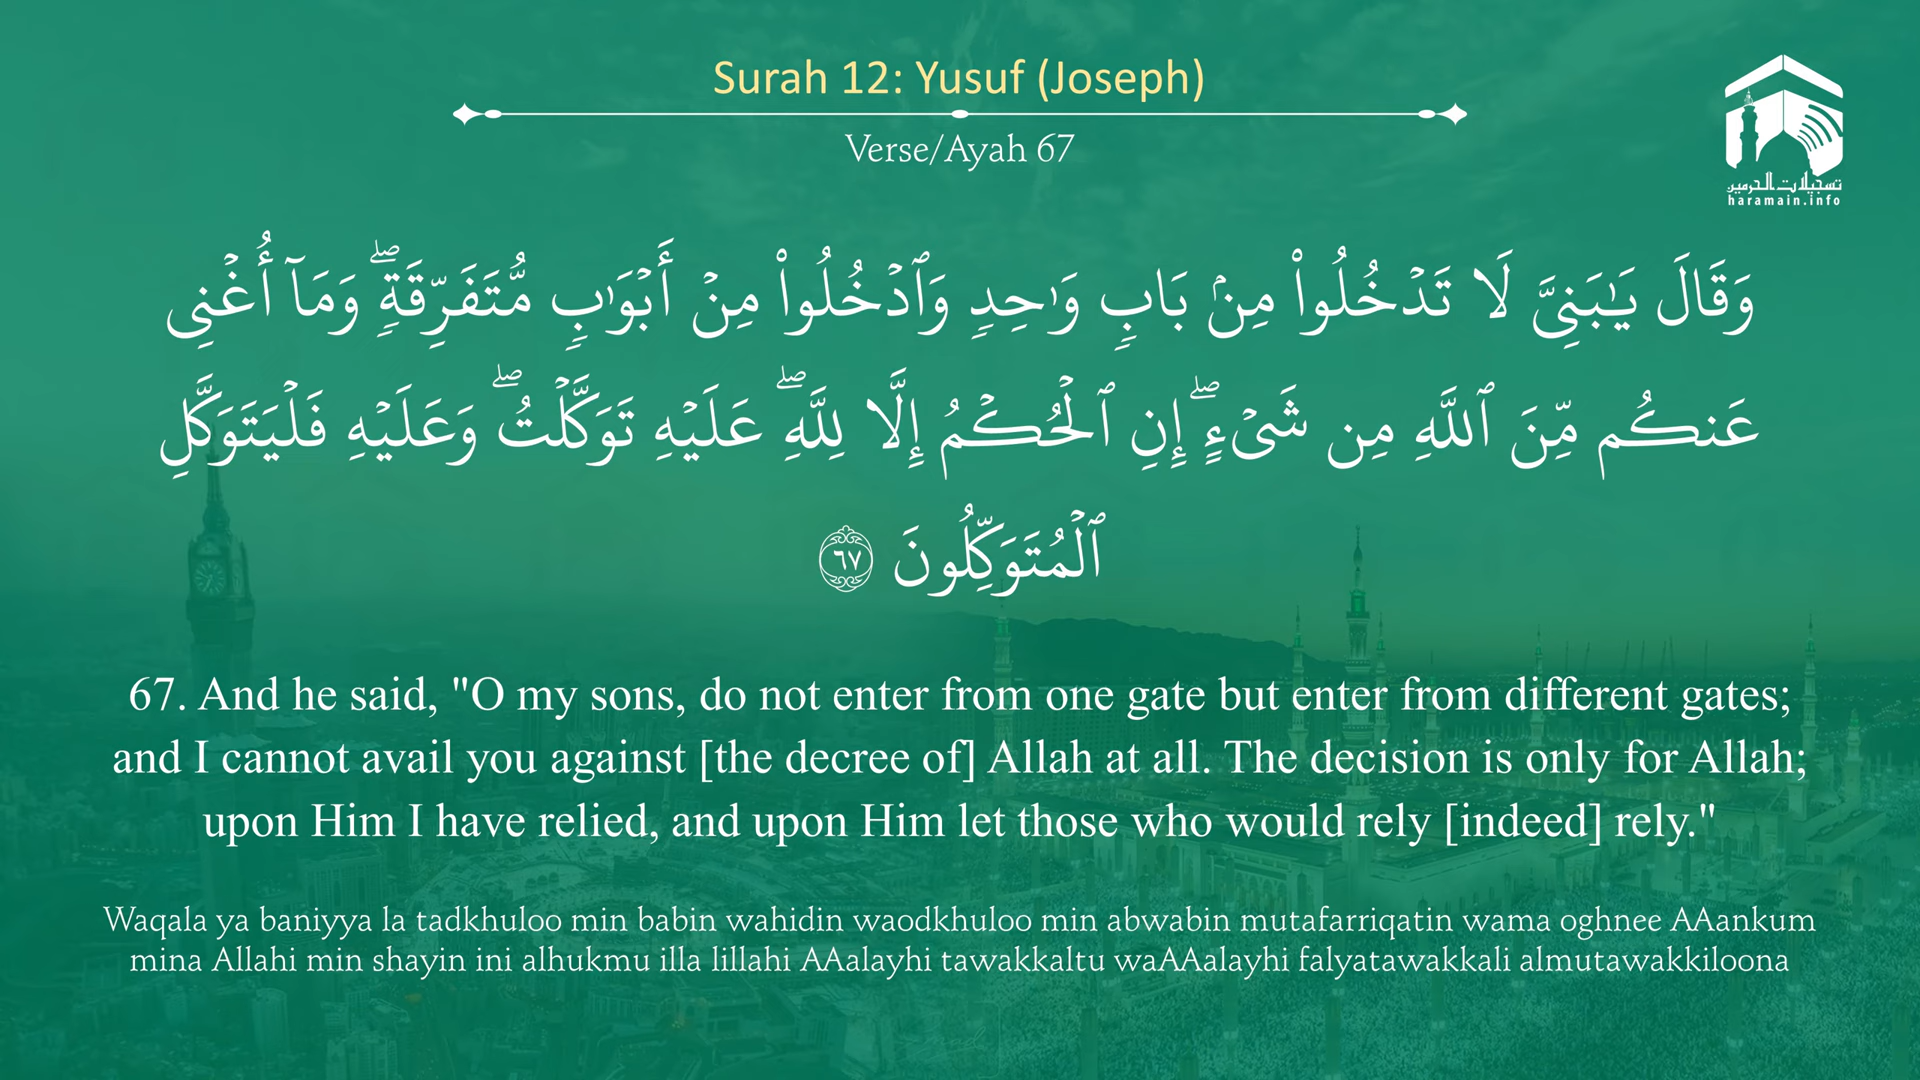 Surah 12: Yusuf (Joseph)
Verse/Ayah 67
تسجيلات الحرمين
haramain.info
وَقَالَ يَـٰبَنِىَّ لَا تَدْخُلُوا۟ مِنۢ بَابٍ وَٰحِدٍ وَٱدْخُلُوا۟ مِنْ أَبْوَٰبٍ مُّتَفَرِّقَةٍ ۖ وَمَآ أُغْنِى
عَنكُم مِّنَ ٱللَّهِ مِن شَىْءٍ ۖ إِنِ ٱلْحُكْمُ إِلَّا لِلَّهِ ۖ عَلَيْهِ تَوَكَّلْتُ ۖ وَعَلَيْهِ فَلْيَتَوَكَّلِ
ٱلْمُتَوَكِّلُونَ ٦٧
67. And he said, "O my sons, do not enter from one gate but enter from different gates;
and I cannot avail you against [the decree of] Allah at all. The decision is only for Allah;
upon Him I have relied, and upon Him let those who would rely [indeed] rely."
Waqala ya baniyya la tadkhuloo min babin wahidin waodkhuloo min abwabin mutafarriqatin wama oghnee AAankum
mina Allahi min shayin ini alhukmu illa lillahi AAalayhi tawakkaltu waAAalayhi falyatawakkali almutawakkiloona